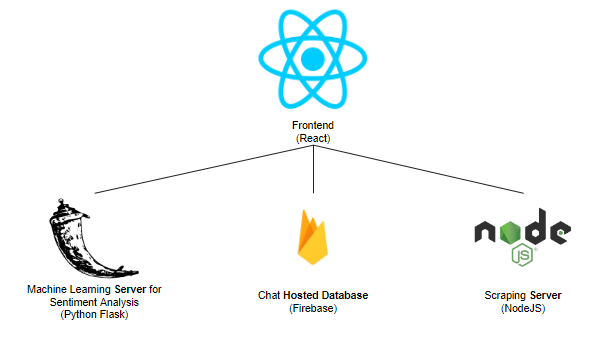 Frontend
(React)
node
JS
Machine Learning Server for
Sentiment Analysis
(Python Flask)
Chat Hosted Database
(Firebase)
Scraping Server
(NodeJS)